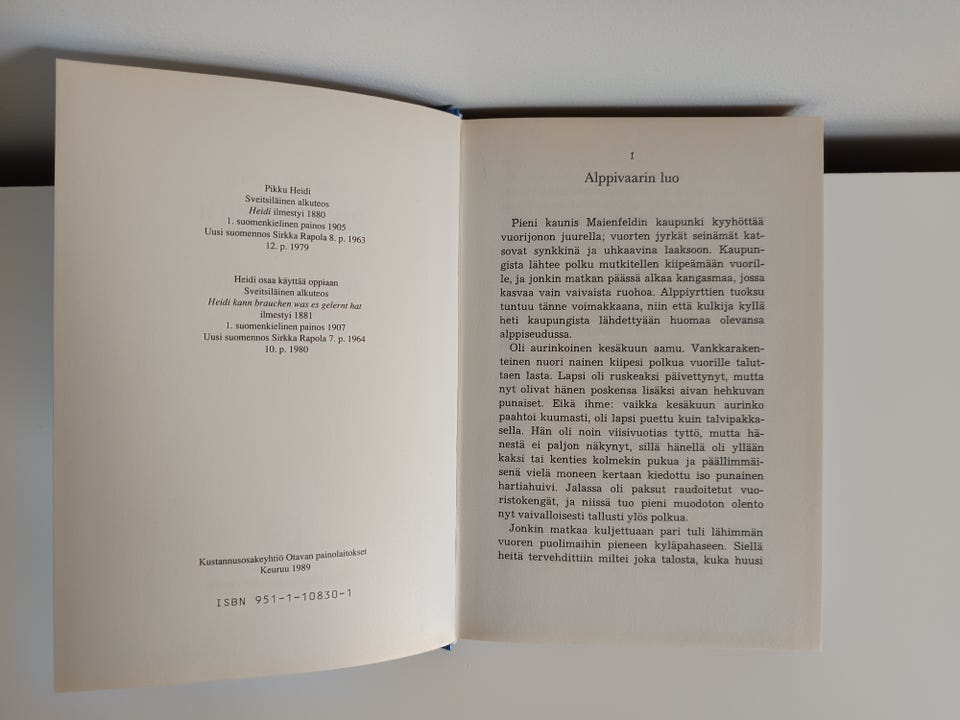 Pikku Heidi
Sveitsiläinen alkuteos
Heidi ilmestyi 1880
1. suomenkielinen painos 1905
Uusi suomennos Sirkka Rapola 8. p. 1963
12. p. 1979
Heidi osaa käyttää oppiaan
Sveitsiläinen alkuteos
Heidi kann brauchen was es gelernt hat
ilmestyi 1881
1. suomenkielinen painos 1907
Uusi suomennos Sirkka Rapola 7. p. 1964
10. p. 1980
Kustannusosakeyhtiö Otavan painolaitokset
Keuruu 1989
ISBN 951-1-10830-1
I
Alppivaarin luo
Pieni kaunis Maienfeldin kaupunki kyyhöttää
vuorijonon juurella; vuorten jyrkät seinämät kat-
sovat synkkinä ja uhkaavina laaksoon. Kaupun-
gista lähtee polku mutkitellen kiipeämään vuoril-
le, ja jonkin matkan päässä alkaa kangasmaa, jossa
kasvaa vain vaivaista ruohoa. Alppiyrttien tuoksu
tuntuu tänne voimakkaana, niin että kulkija kyllä
heti kaupungista lähdettyään huomaa olevansa
alppiseudussa.
Oli aurinkoinen kesäkuun aamu. Vankkaraken-
teinen nuori nainen kiipesi polkua vuorille talut-
taen lasta. Lapsi oli ruskeaksi päivettynyt, mutta
nyt olivat hänen poskensa lisäksi aivan hehkuvan
punaiset. Eikä ihme: vaikka kesäkuun aurinko
paahtoi kuumasti, oli lapsi puettu kuin talvipakka-
sella. Hän oli noin viisivuotias tyttö, mutta hä-
nestä ei paljon näkynyt, sillä hänellä oli yllään
kaksi tai kenties kolmekin pukua ja päällimmäi-
senä vielä moneen kertaan kiedottu iso punainen
hartiahuivi. Jalassa oli paksut raudoitetut vuo-
ristokengät, ja niissä tuo pieni muodoton olento
nyt vaivalloisesti tallusti ylös polkua.
Jonkin matkaa kuljettuaan pari tuli lähimmän
vuoren puolimaihin pieneen kyläpahaseen. Siellä
heitä tervehdittiin miltei joka talosta, kuka huusi